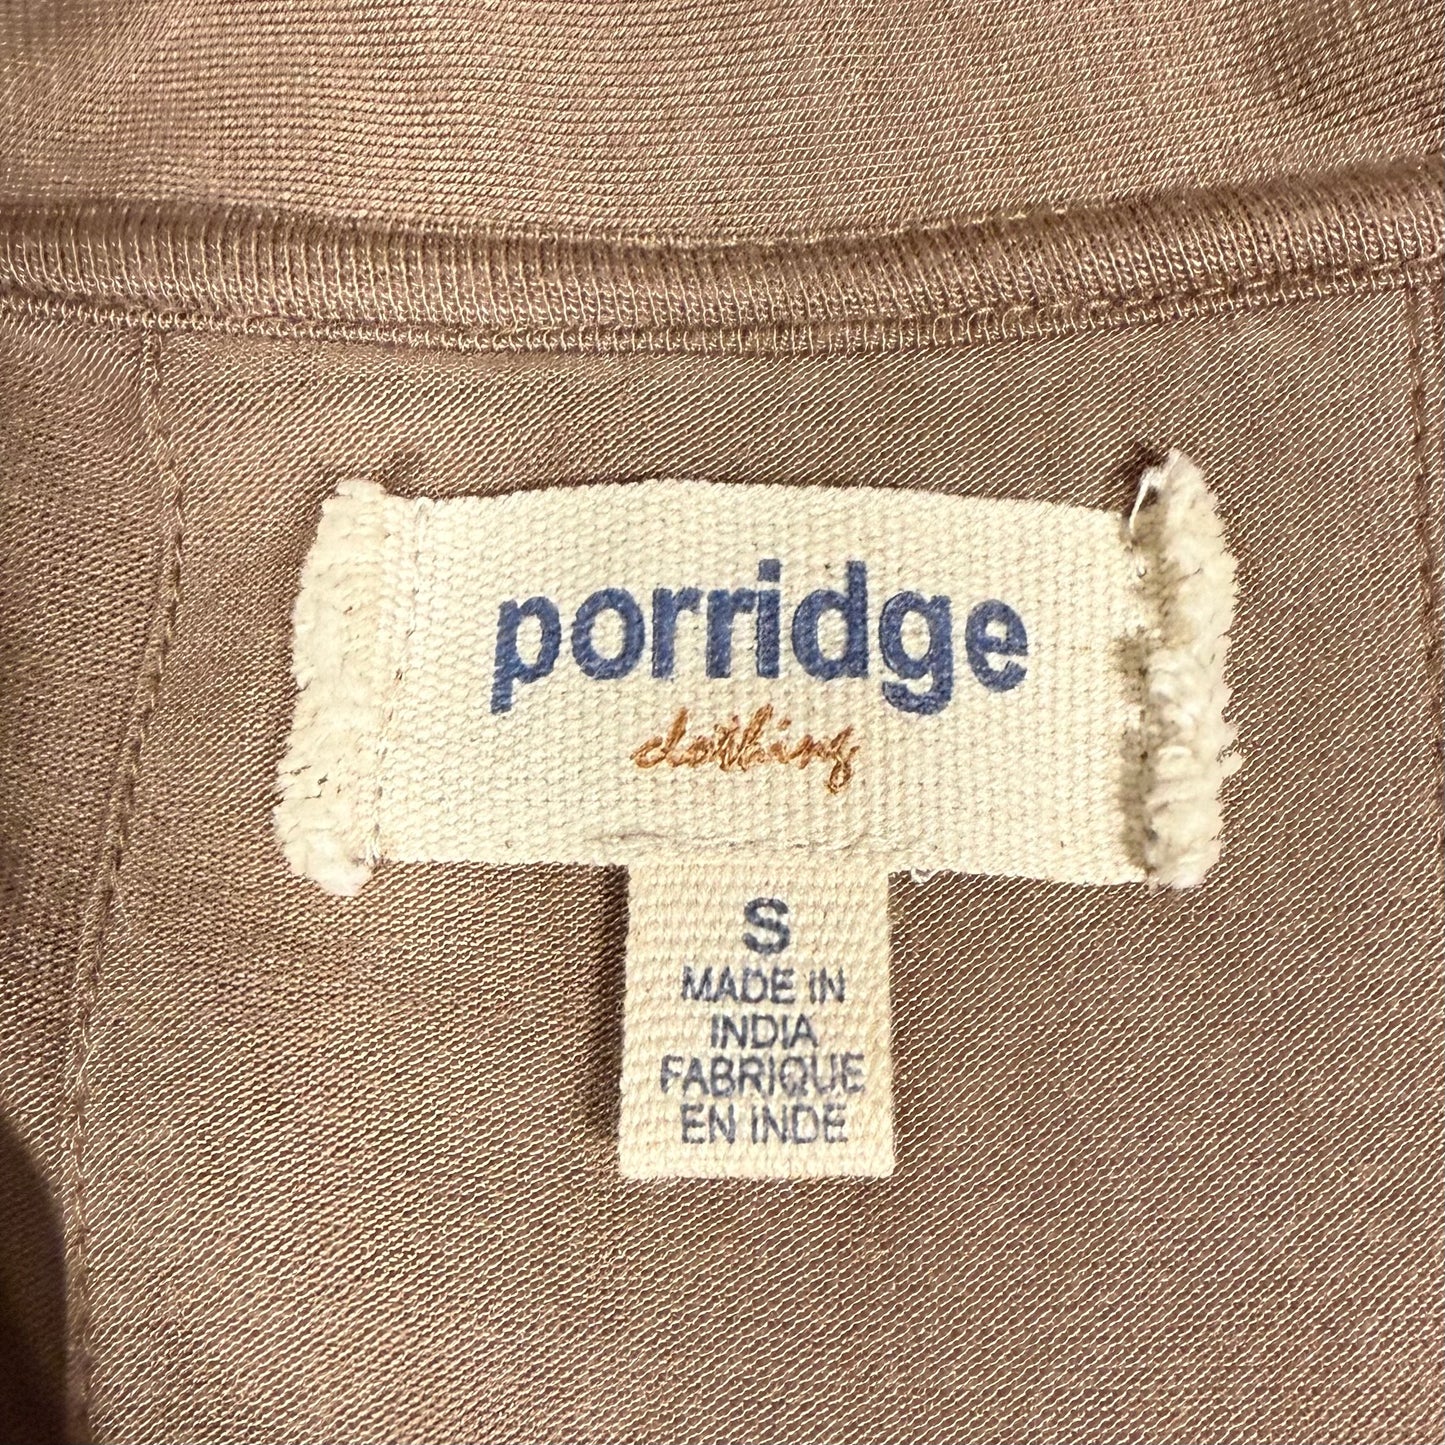 porridge
clothing
S
MADE IN
INDIA
FABRIQUE
EN INDE